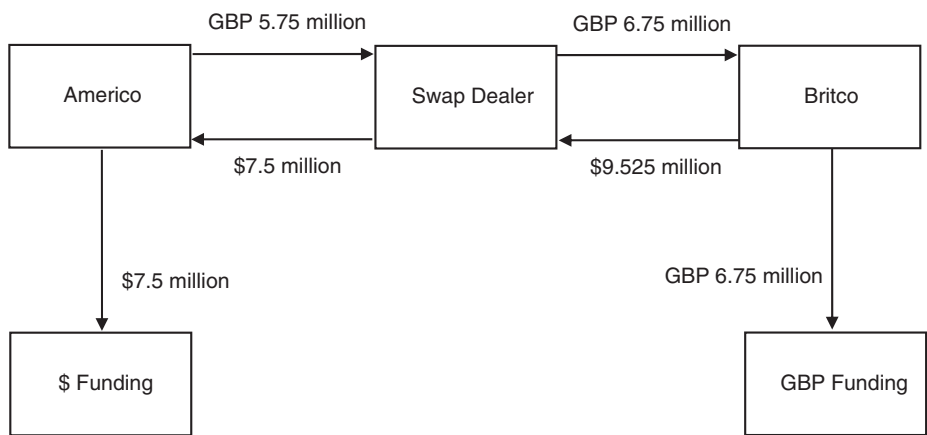 GBP 5.75 million
GBP 6.75 million
Americo
Swap Dealer
Britco
$7.5 million
$9.525 million
$7.5 million
GBP 6.75 million
$ Funding
GBP Funding